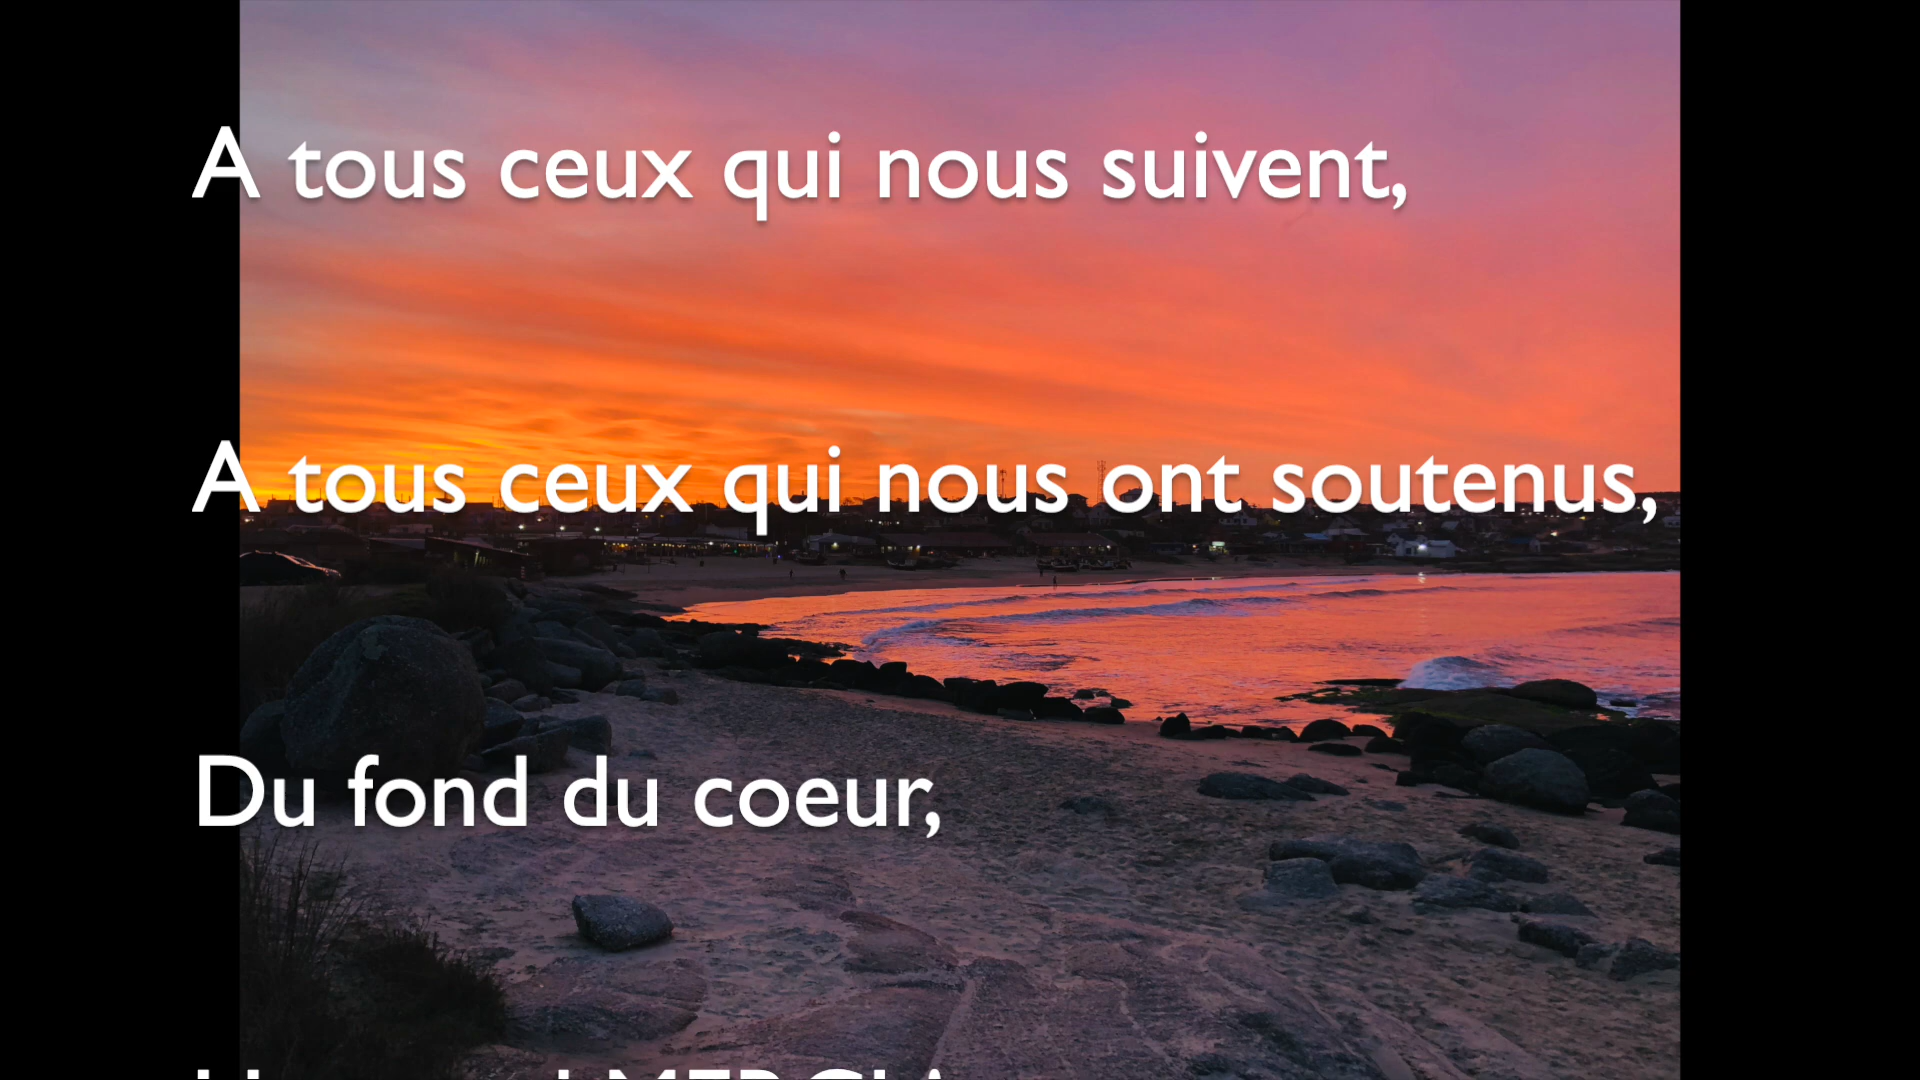 A tous ceux qui nous suivent,
A tous ceux qui nous ont soutenus,
Du fond du coeur,